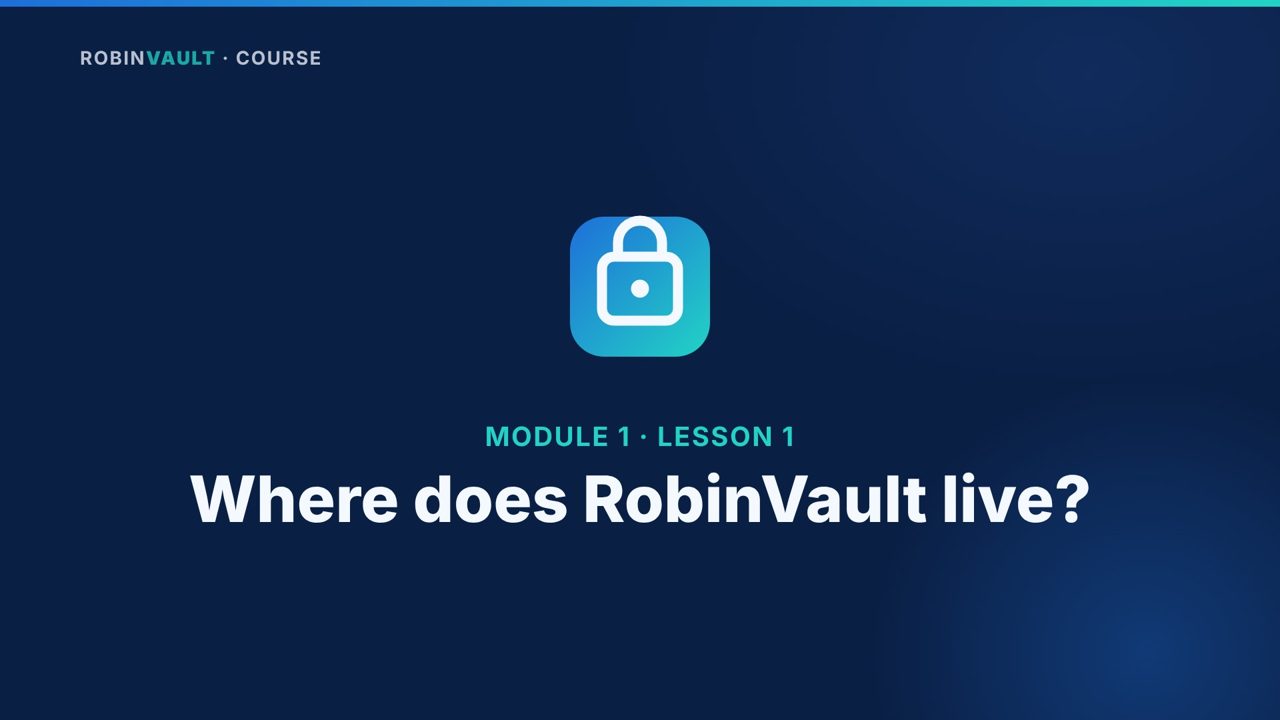 ROBINVAULT · COURSE
MODULE 1 · LESSON 1
Where does RobinVault live?